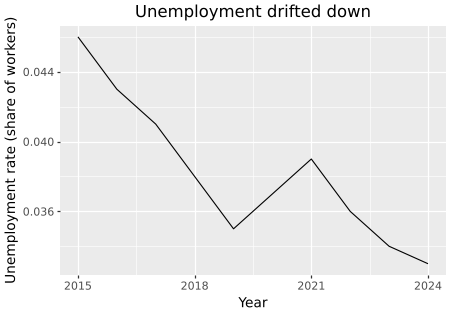 Unemployment drifted down
Unemployment rate (share of workers)
0.044
0.040
0.036
2015 2018 2021 2024
Year